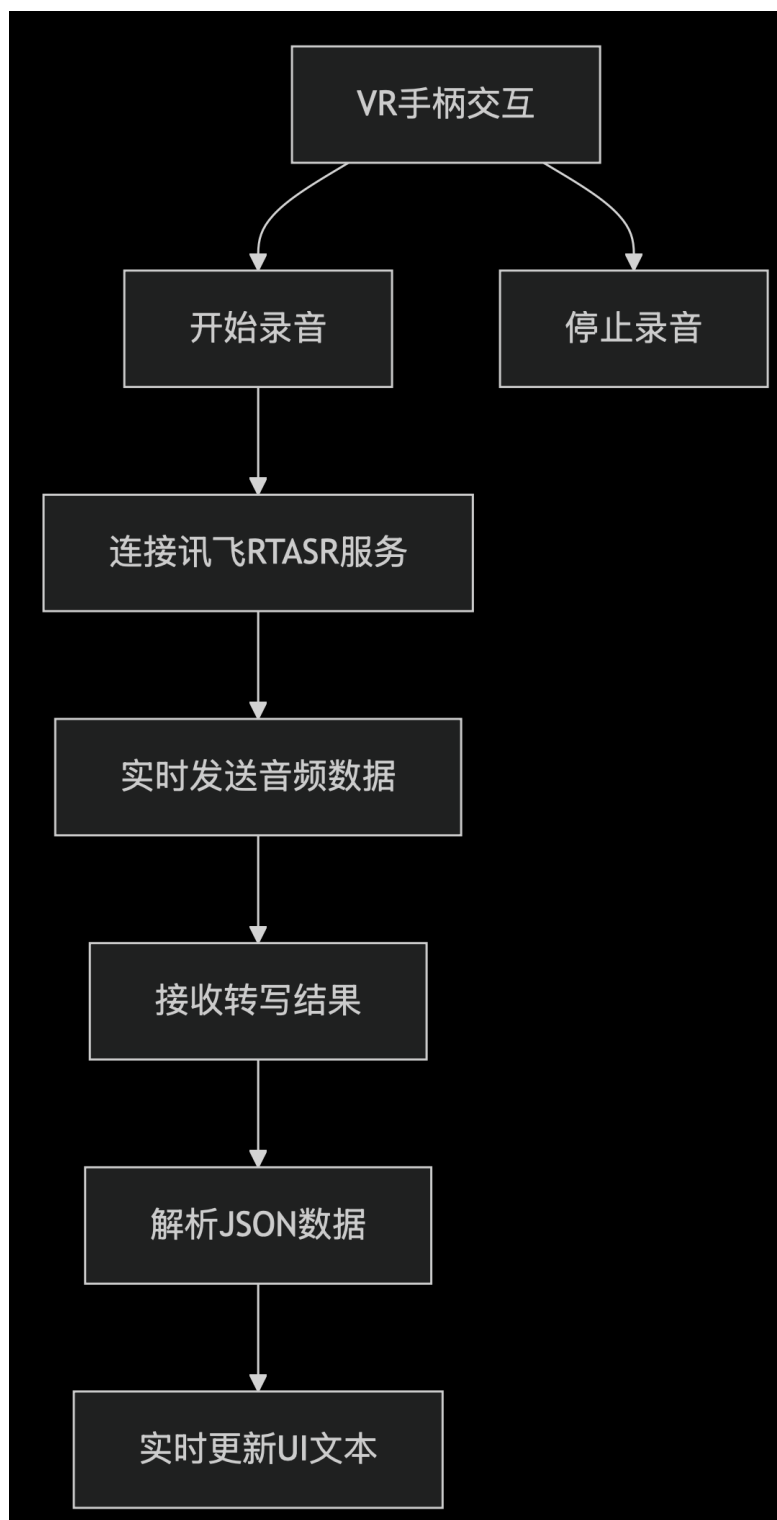 VR手柄交互
开始录音
停止录音
连接讯飞RTASR服务
实时发送音频数据
接收转写结果
解析JSON数据
实时更新UI文本